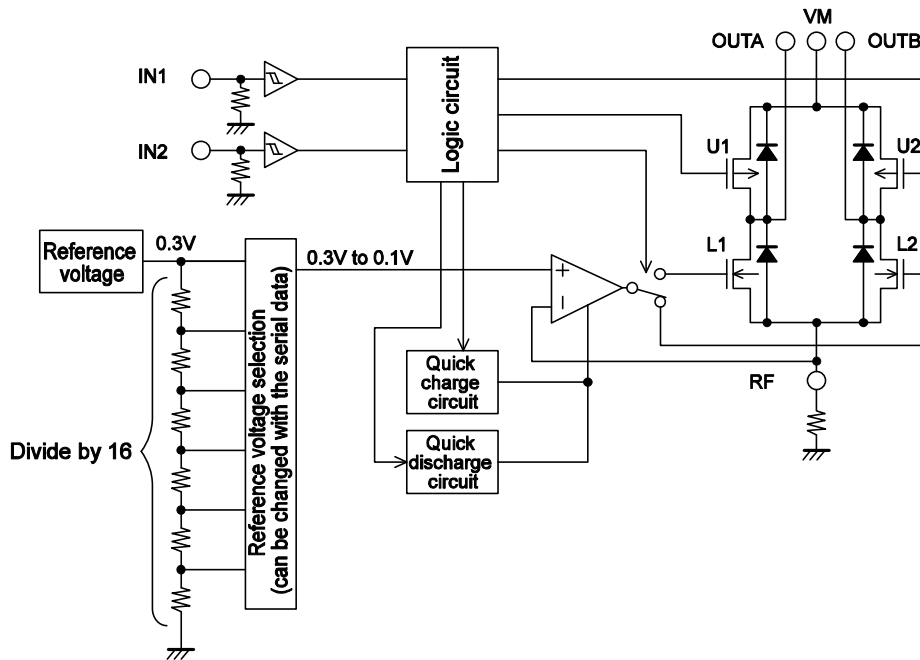 VM
OUTA
OUTB
IN1
IN2
Logic circuit
U1
U2
L1
L2
Reference
voltage
0.3V
0.3V to 0.1V
Reference voltage selection
(can be changed with the serial data)
+
−
Quick
charge
circuit
Quick
discharge
circuit
RF
Divide by 16